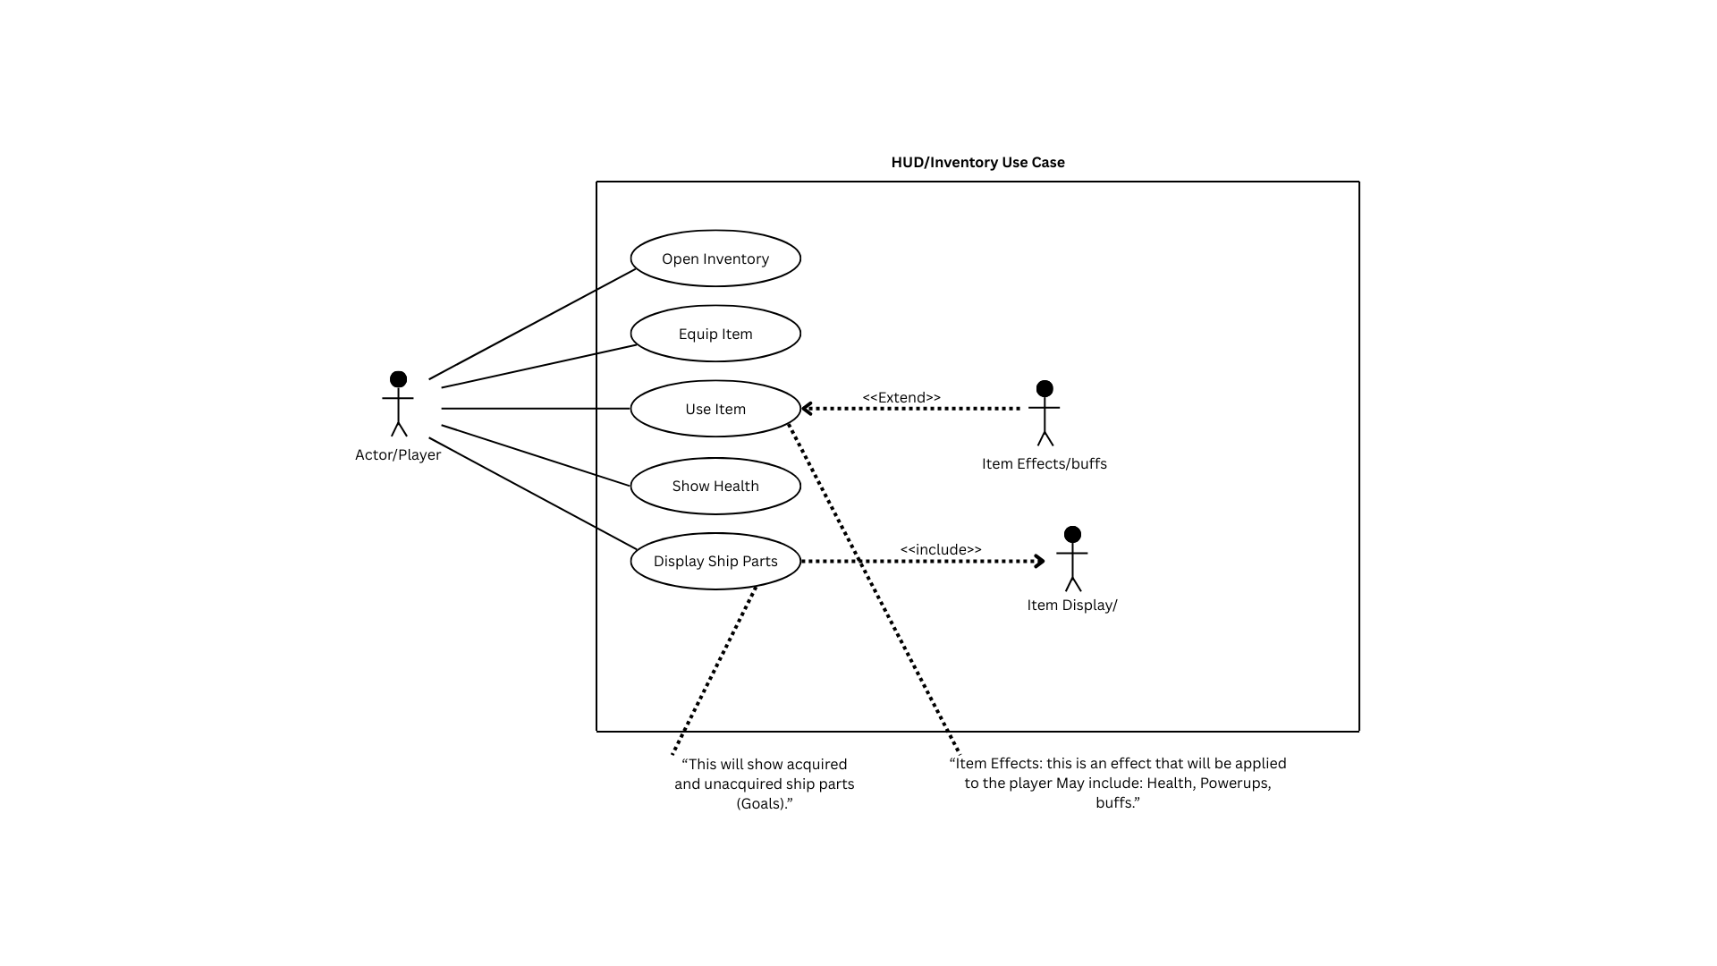 HUD/Inventory Use Case
Open Inventory
Equip Item
Use Item
<<Extend>>
Actor/Player
Item Effects/buffs
Show Health
<<include>>
Display Ship Parts
Item Display/
“This will show acquired
and unacquired ship parts
(Goals).”
“Item Effects: this is an effect that will be applied
to the player May include: Health, Powerups,
buffs.”